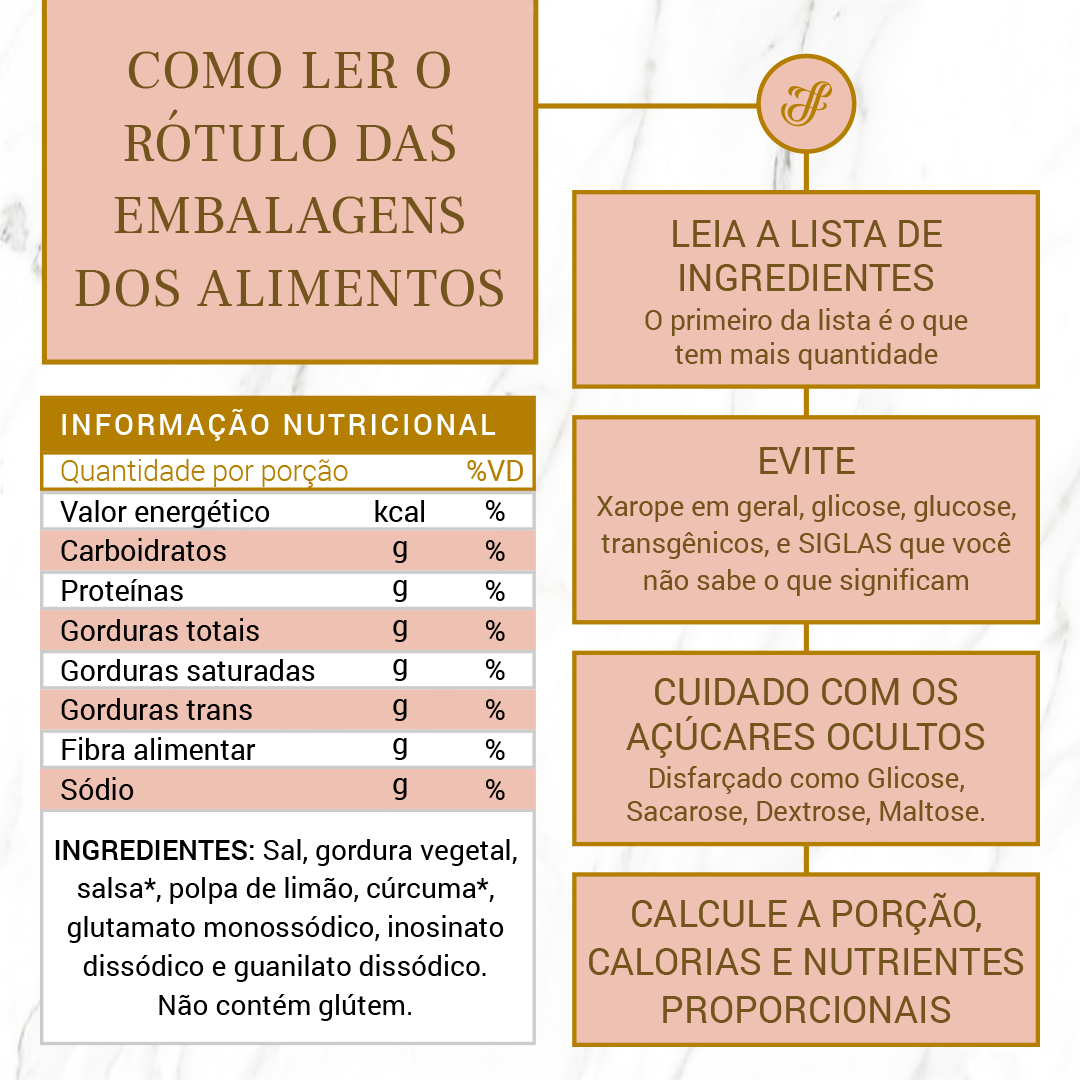 COMO LER O
RÓTULO DAS
EMBALAGENS
DOS ALIMENTOS
INFORMAÇÃO NUTRICIONAL
Quantidade por porção %VD
Valor energético kcal %
Carboidratos g %
Proteínas g %
Gorduras totais g %
Gorduras saturadas g %
Gorduras trans g %
Fibra alimentar g %
Sódio g %
INGREDIENTES: Sal, gordura vegetal,
salsa*, polpa de limão, cúrcuma*,
glutamato monossódico, inosinato
dissódico e guanilato dissódico.
Não contém glútem.
LEIA A LISTA DE
INGREDIENTES
O primeiro da lista é o que
tem mais quantidade
EVITE
Xarope em geral, glicose, glucose,
transgênicos, e SIGLAS que você
não sabe o que significam
CUIDADO COM OS
AÇÚCARES OCULTOS
Disfarçado como Glicose,
Sacarose, Dextrose, Maltose.
CALCULE A PORÇÃO,
CALORIAS E NUTRIENTES
PROPORCIONAIS